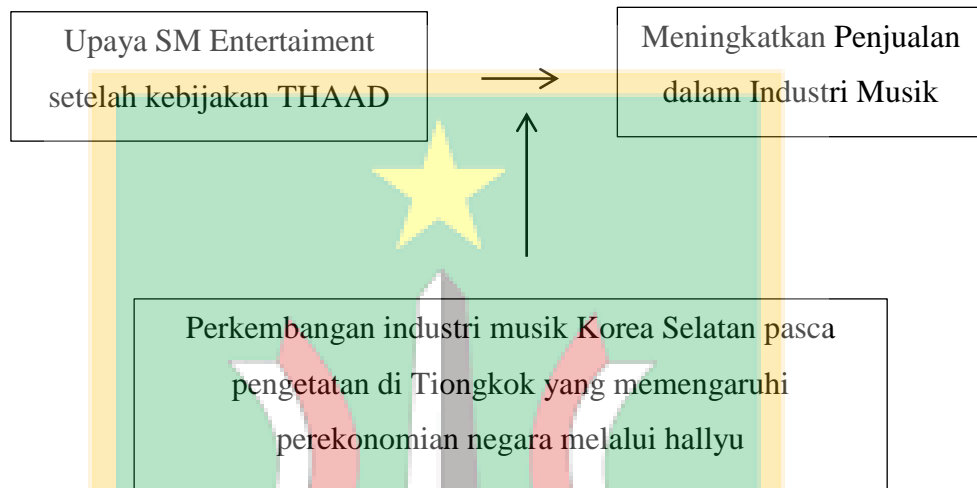 Upaya SM Entertaiment
setelah kebijakan THAAD
Meningkatkan Penjualan
dalam Industri Musik
Perkembangan industri musik Korea Selatan pasca
pengetatan di Tiongkok yang memengaruhi
perekonomian negara melalui hallyu